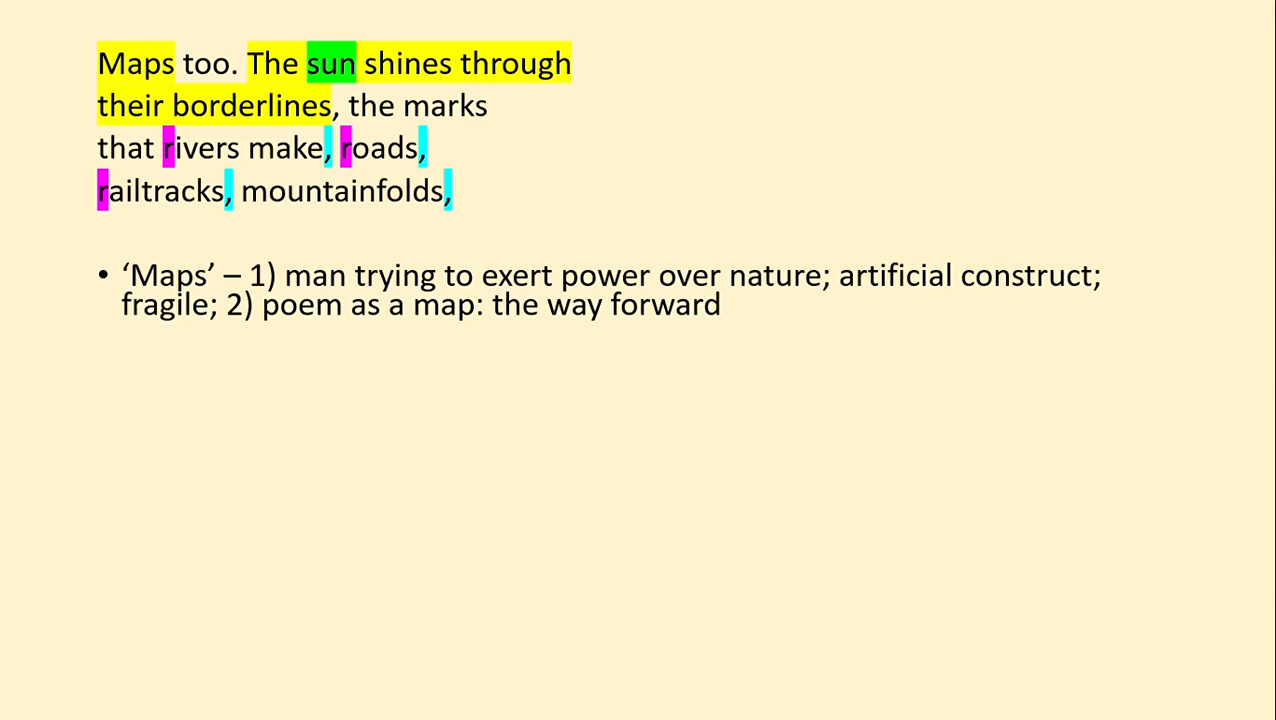 Maps too. The sun shines through
their borderlines, the marks
that rivers make, roads,
railtracks, mountainfolds,
• ‘Maps’ – 1) man trying to exert power over nature; artificial construct;
fragile; 2) poem as a map: the way forward